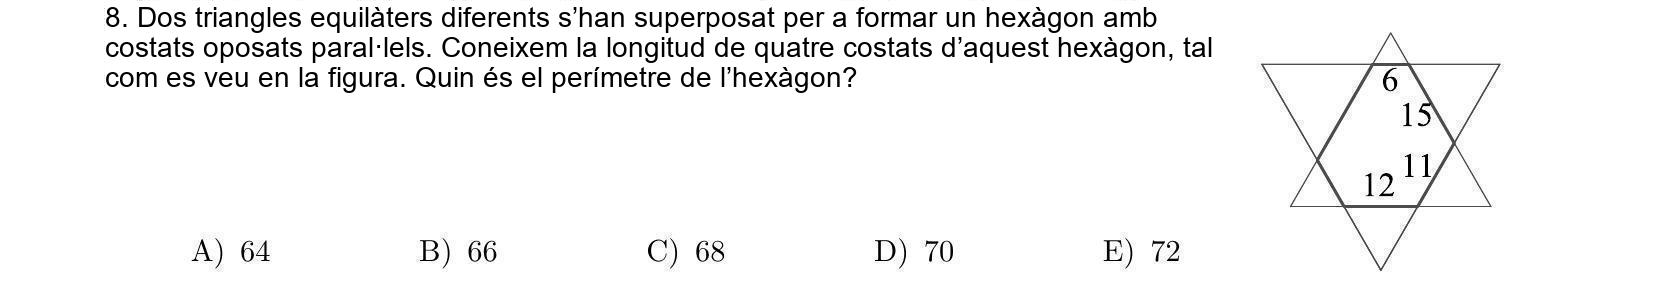 8. Dos triangles equilàters diferents s’han superposat per a formar un hexàgon amb
costats oposats paral·lels. Coneixem la longitud de quatre costats d’aquest hexàgon, tal
com es veu en la figura. Quin és el perímetre de l’hexàgon?
6
15
11
12
A) 64 B) 66 C) 68 D) 70 E) 72